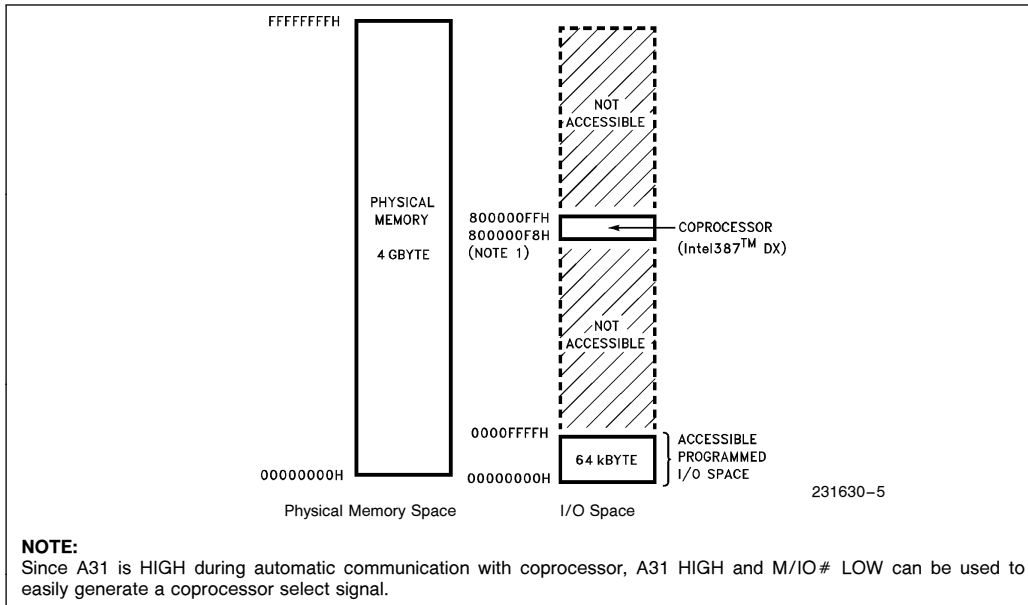 FFFFFFFFH
PHYSICAL
MEMORY
4 GBYTE
00000000H
Physical Memory Space
NOT
ACCESSIBLE
800000FFH
800000F8H
(NOTE 1)
COPROCESSOR
(Intel387™ DX)
NOT
ACCESSIBLE
0000FFFFH
64 kBYTE
00000000H
ACCESSIBLE
PROGRAMMED
I/O SPACE
I/O Space
231630–5
NOTE:
Since A31 is HIGH during automatic communication with coprocessor, A31 HIGH and M/IO# LOW can be used to
easily generate a coprocessor select signal.